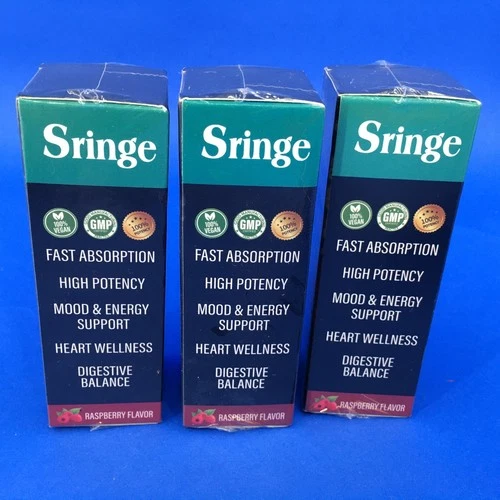 Sringe
100% VEGAN
GMP
100%
FAST ABSORPTION
HIGH POTENCY
MOOD & ENERGY
SUPPORT
HEART WELLNESS
DIGESTIVE
BALANCE
RASPBERRY FLAVOR
Sringe
100% VEGAN
GMP
100%
FAST ABSORPTION
HIGH POTENCY
MOOD & ENERGY
SUPPORT
HEART WELLNESS
DIGESTIVE
BALANCE
RASPBERRY FLAVOR
Sringe
100% VEGAN
GMP
100%
FAST ABSORPTION
HIGH POTENCY
MOOD & ENERGY
SUPPORT
HEART WELLNESS
DIGESTIVE
BALANCE
RASPBERRY FLAVOR